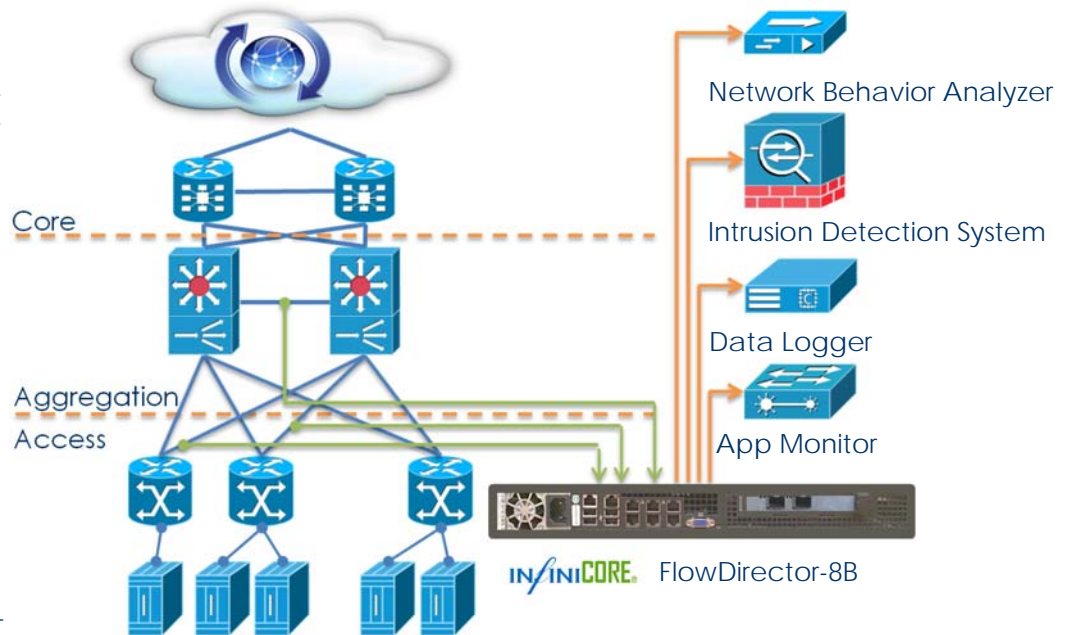 Network Behavior Analyzer
Core
Intrusion Detection System
Data Logger
Aggregation
App Monitor
Access
INFINICORE® FlowDirector-8B